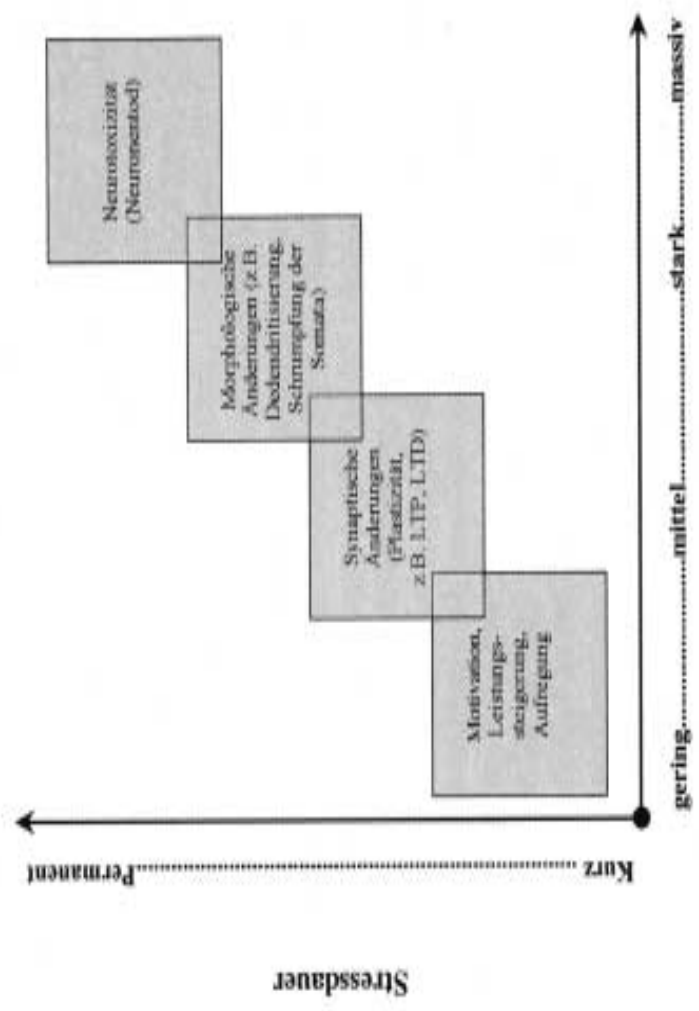 Stressdauer
Kurz ..........Permanent
Neurotoxizität
(Neuronentod)
Morphologische
Änderungen (z.B.
Dedendritisierung,
Schrumpfung der
Somata)
Synaptische
Änderungen
(Plastizität,
z.B. LTP, LTD)
Motivation,
Leistungs-
steigerung,
Aufregung
gering..........mittel..........stark..........massiv